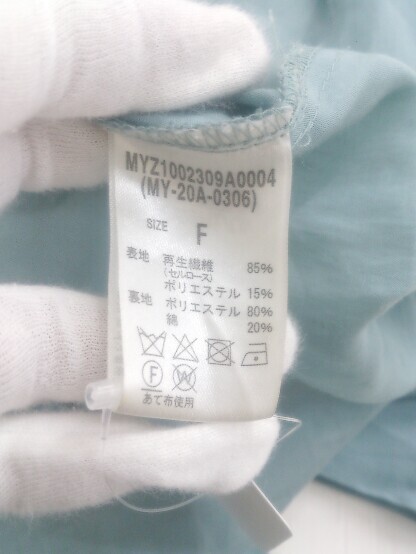 MYZ1002309A0004
(MY-20A-0306)
SIZE F
表地 再生繊維 85%
(セルロース)
ポリエステル 15%
裏地 ポリエステル 80%
綿 20%
F W
あて布使用